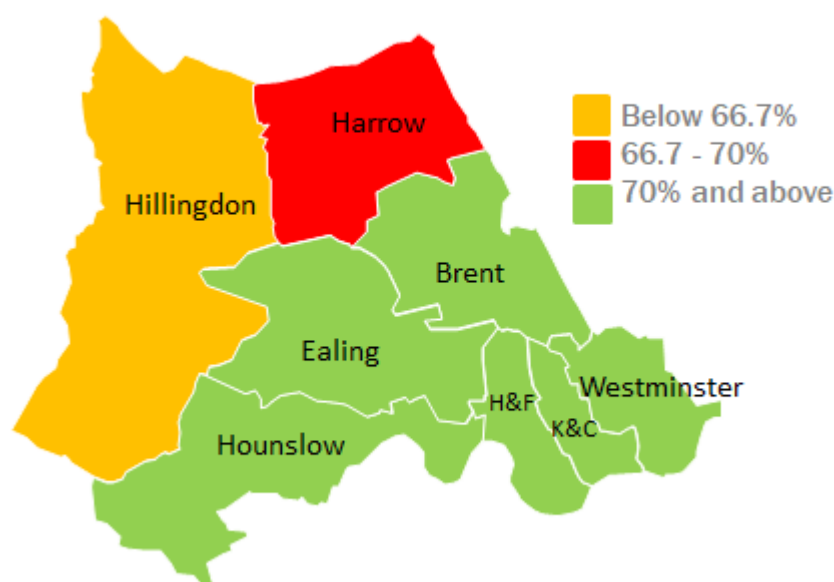 Harrow
Below 66.7%
66.7 - 70%
70% and above
Hillingdon
Brent
Ealing
Westminster
H&F
K&C
Hounslow